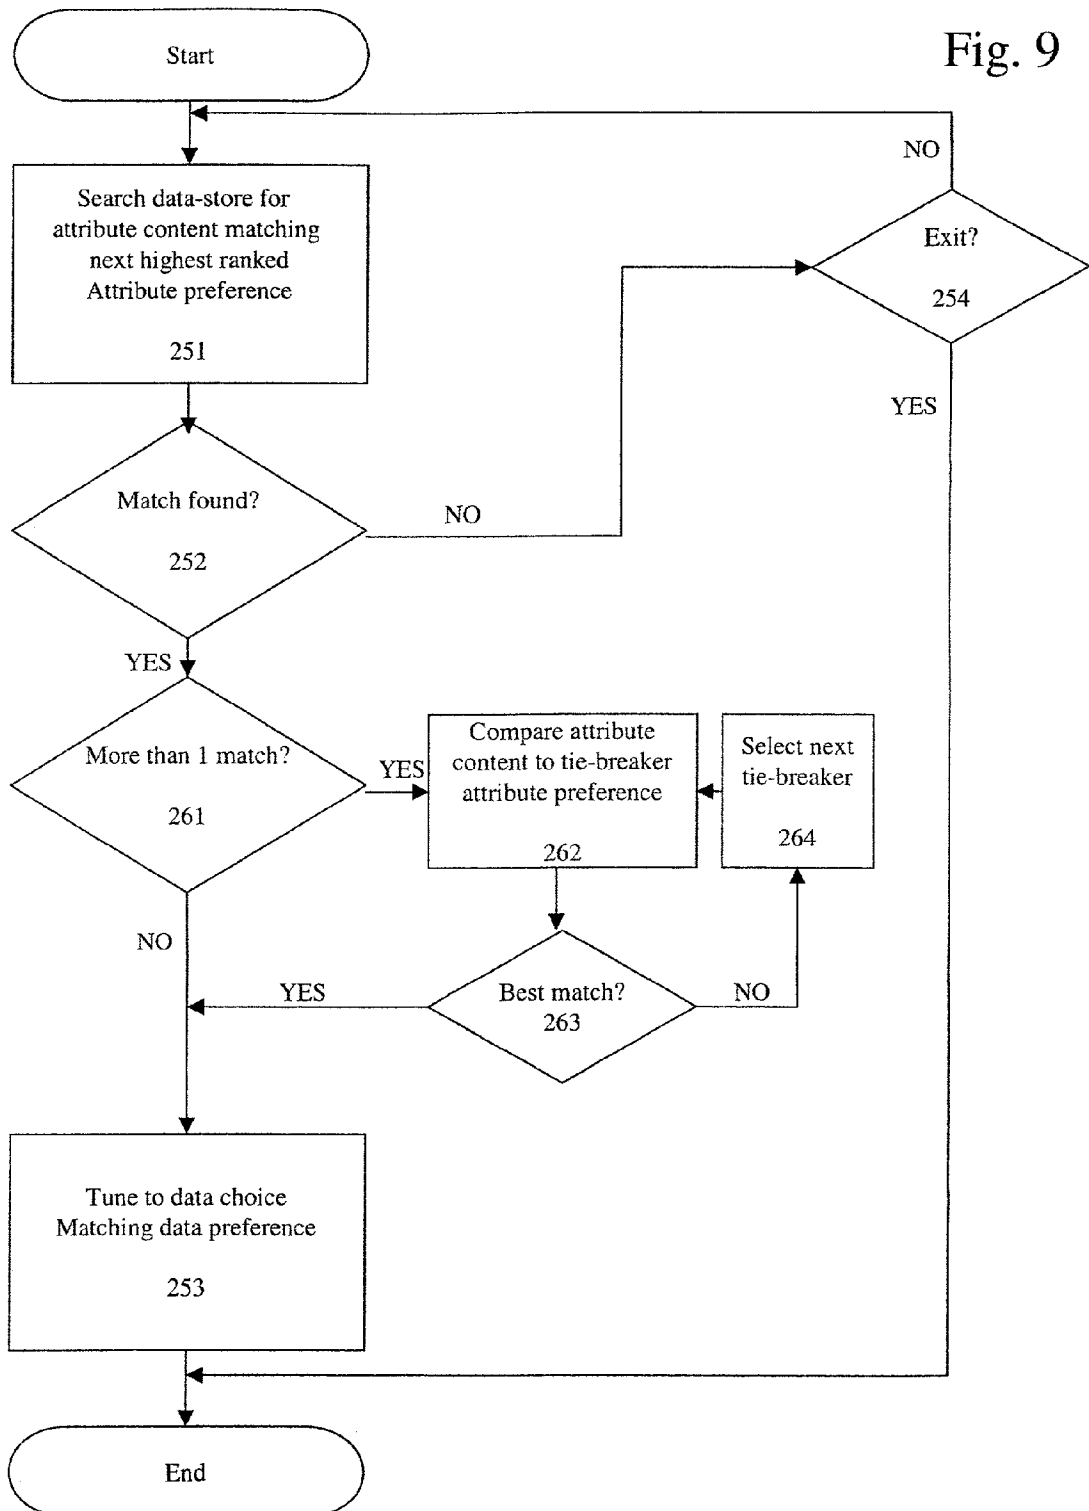 Fig. 9
Start
NO
Search data-store for
attribute content matching
next highest ranked
Attribute preference
251
Exit?
254
YES
Match found?
252
NO
YES
More than 1 match?
261
YES
Compare attribute
content to tie-breaker
attribute preference
262
Select next
tie-breaker
264
NO
YES
Best match?
263
NO
Tune to data choice
Matching data preference
253
End